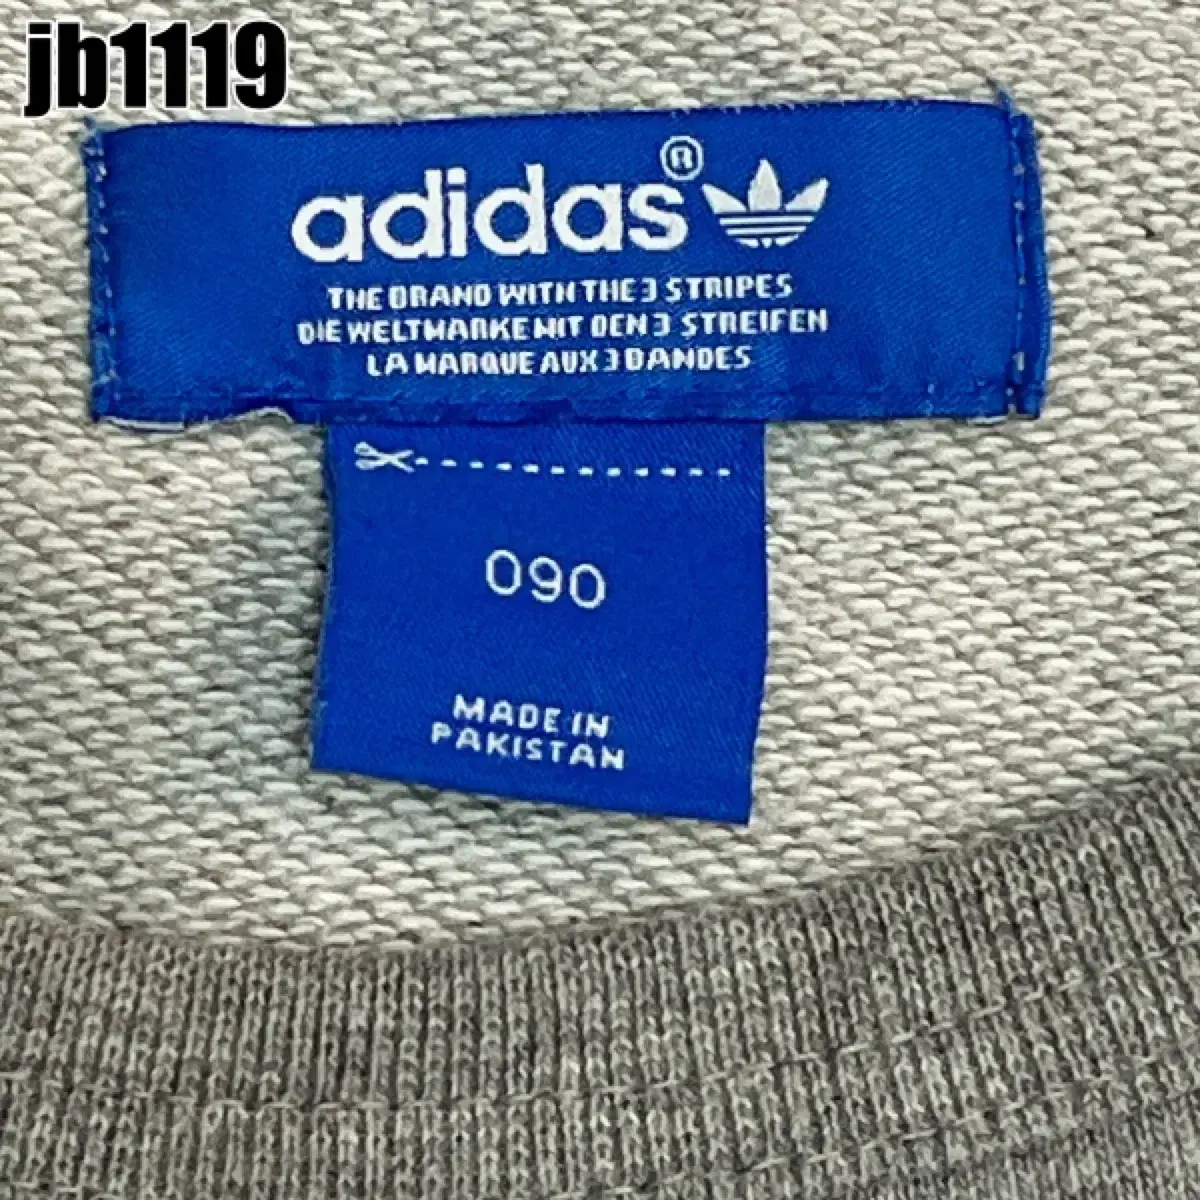 jb1119
adidas®
THE BRAND WITH THE 3 STRIPES
DIE WELTMARKE MIT DEN 3 STREIFEN
LA MARQUE AUX 3 BANDES
090
MADE IN
PAKISTAN